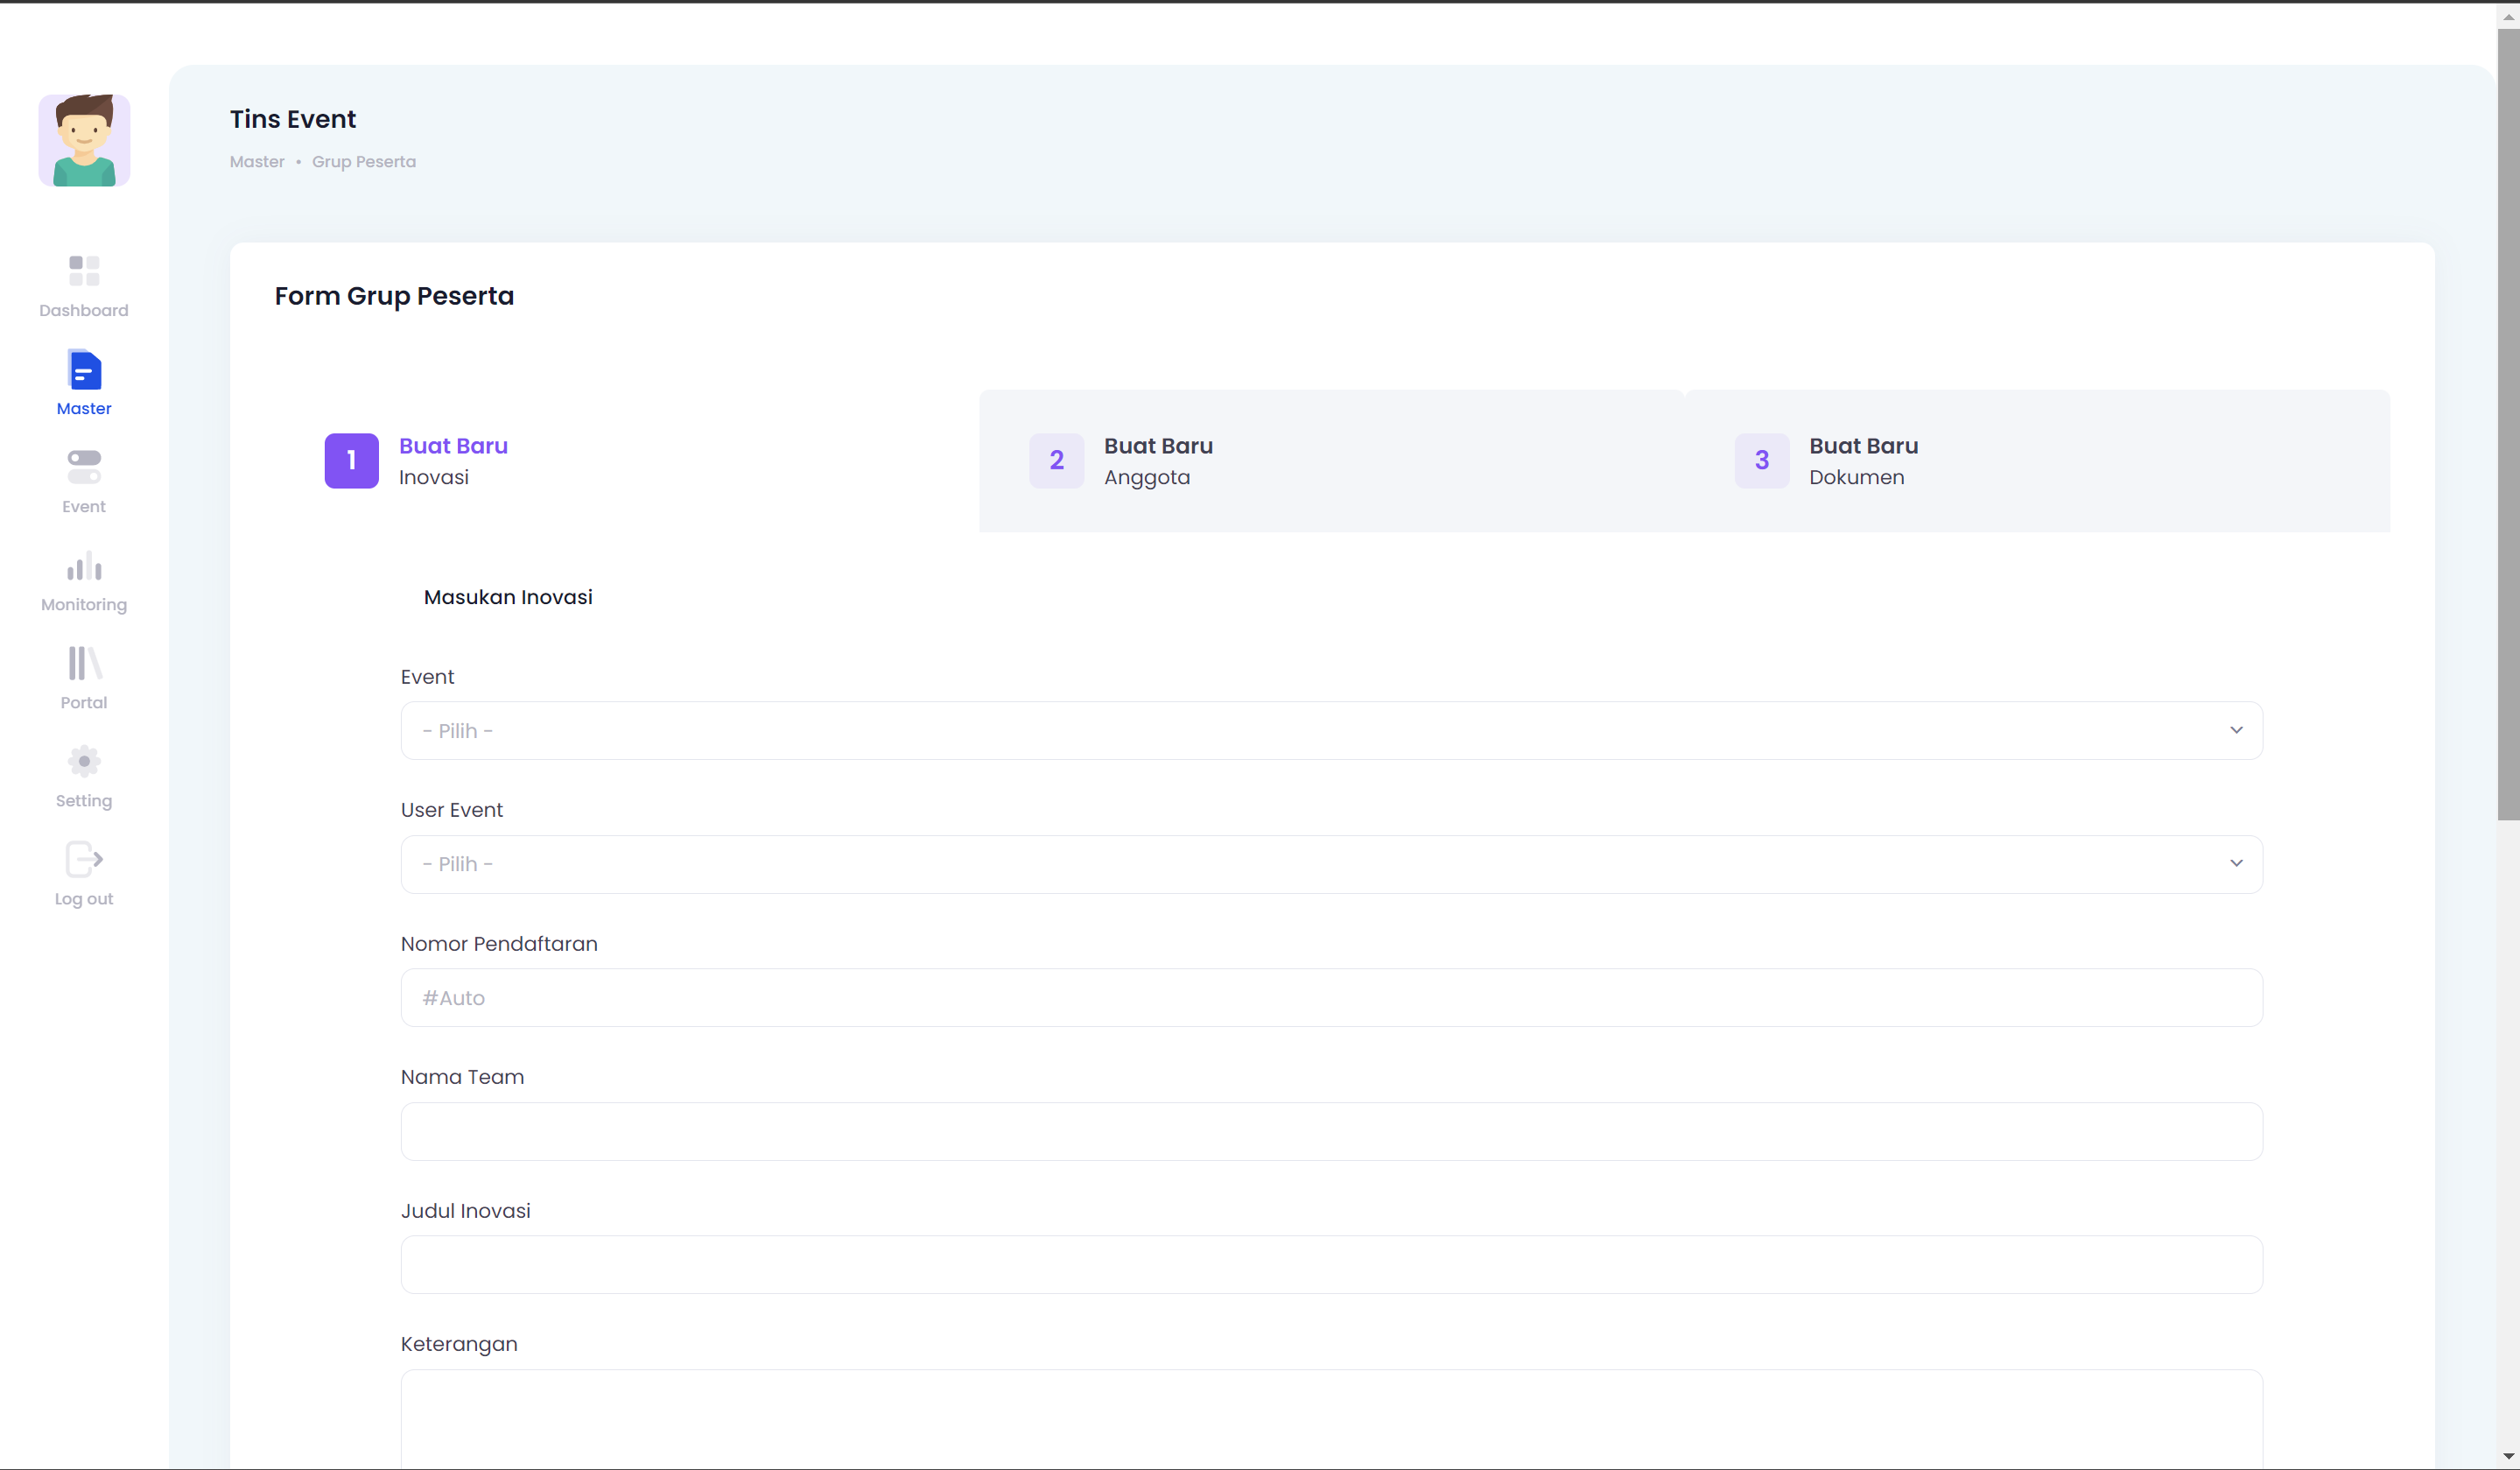 Tins Event
Master • Grup Peserta
Dashboard
Master
Event
Monitoring
Portal
Setting
Log out
Form Grup Peserta
1
Buat Baru
Inovasi
2
Buat Baru
Anggota
3
Buat Baru
Dokumen
Masukan Inovasi
Event
- Pilih -
User Event
- Pilih -
Nomor Pendaftaran
#Auto
Nama Team
Judul Inovasi
Keterangan